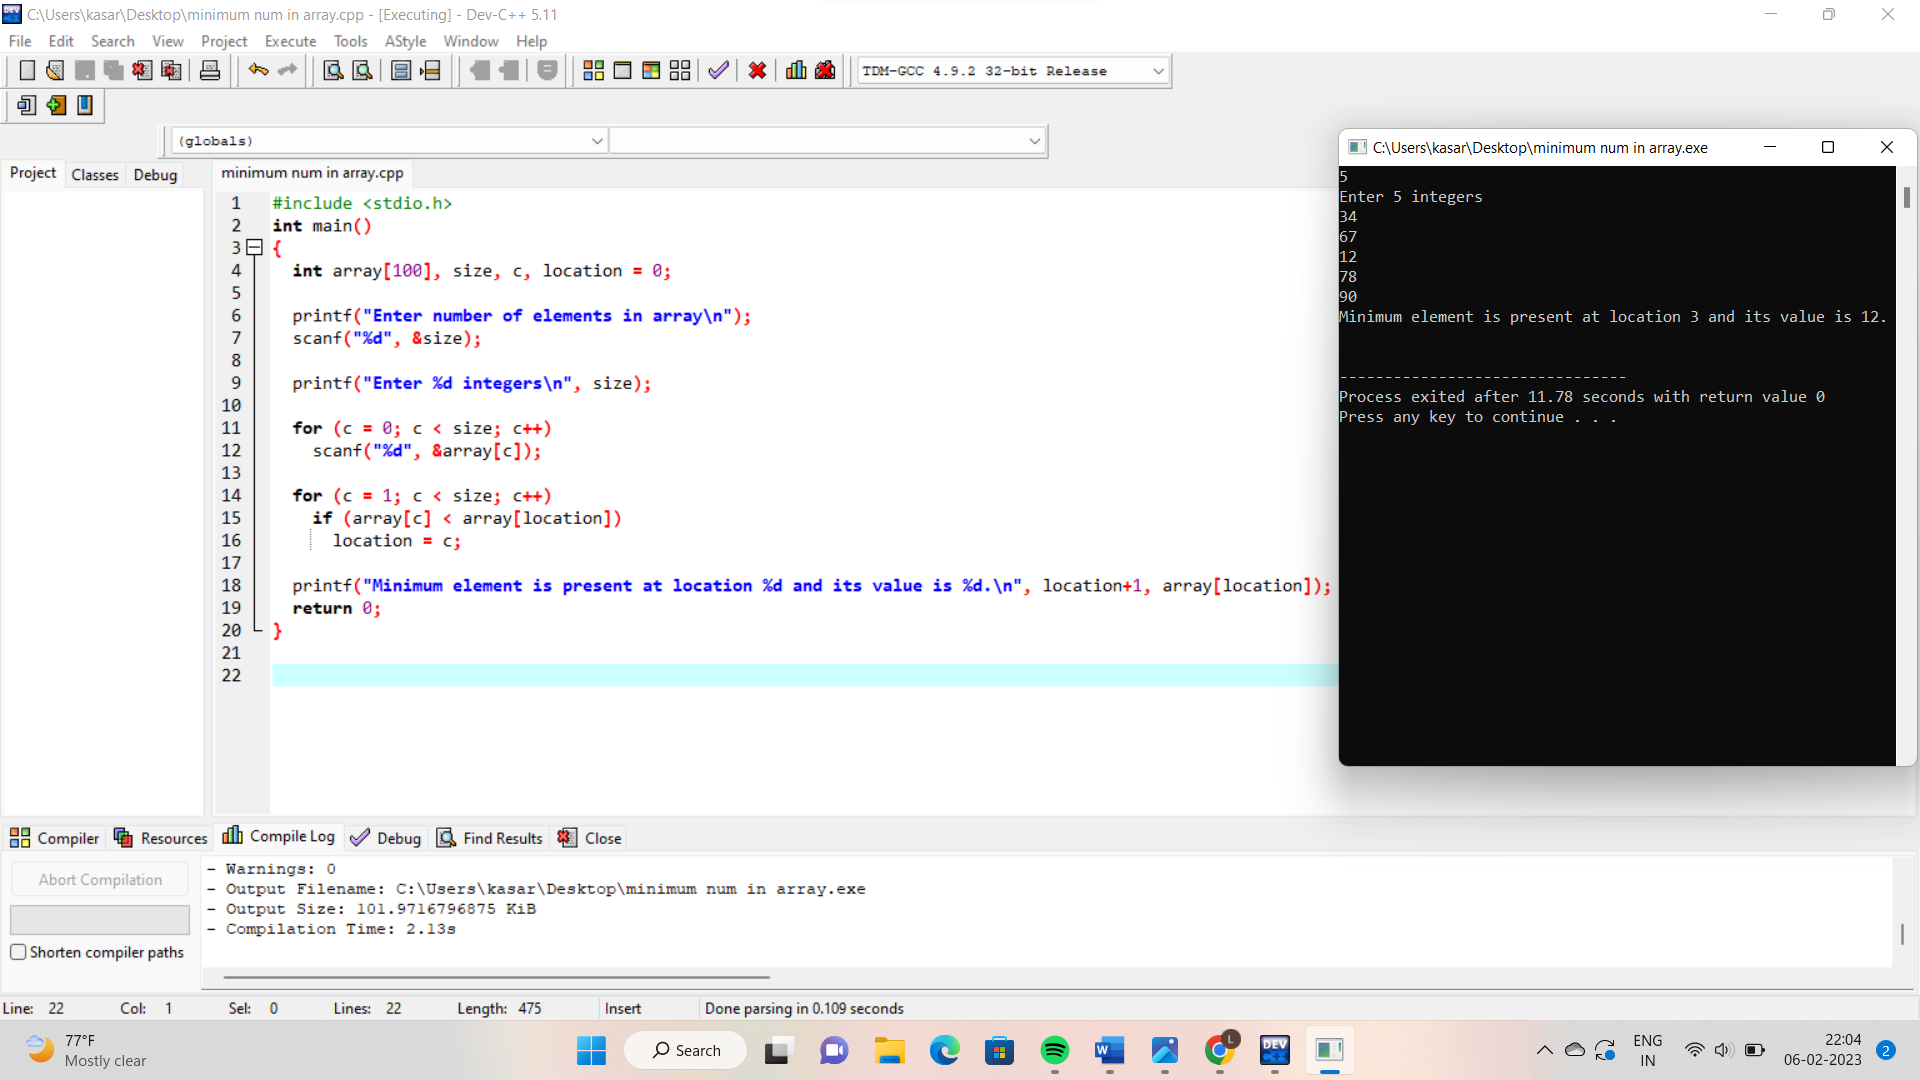 C:\Users\kasar\Desktop\minimum num in array.cpp - [Executing] - Dev-C++ 5.11
File Edit Search View Project Execute Tools AStyle Window Help
TDM-GCC 4.9.2 32-bit Release
(globals)
Project Classes Debug
minimum num in array.cpp
1 #include <stdio.h>
2 int main()
3 {
4 int array[100], size, c, location = 0;
5
6 printf("Enter number of elements in array\n");
7 scanf("%d", &size);
8
9 printf("Enter %d integers\n", size);
10
11 for (c = 0; c < size; c++)
12 scanf("%d", &array[c]);
13
14 for (c = 1; c < size; c++)
15 if (array[c] < array[location])
16 location = c;
17
18 printf("Minimum element is present at location %d and its value is %d.\n", location+1, array[location]);
19 return 0;
20 }
21
22
C:\Users\kasar\Desktop\minimum num in array.exe
5
Enter 5 integers
34
67
12
78
90
Minimum element is present at location 3 and its value is 12.
--------------------------------
Process exited after 11.78 seconds with return value 0
Press any key to continue . . .
Compiler Resources Compile Log Debug Find Results Close
Abort Compilation
Shorten compiler paths
- Warnings: 0
- Output Filename: C:\Users\kasar\Desktop\minimum num in array.exe
- Output Size: 101.9716796875 KiB
- Compilation Time: 2.13s
Line: 22 Col: 1 Sel: 0 Lines: 22 Length: 475 Insert Done parsing in 0.109 seconds
77°F
Mostly clear
Search
W
L
DEV
C++
ENG
IN
22:04
06-02-2023
2